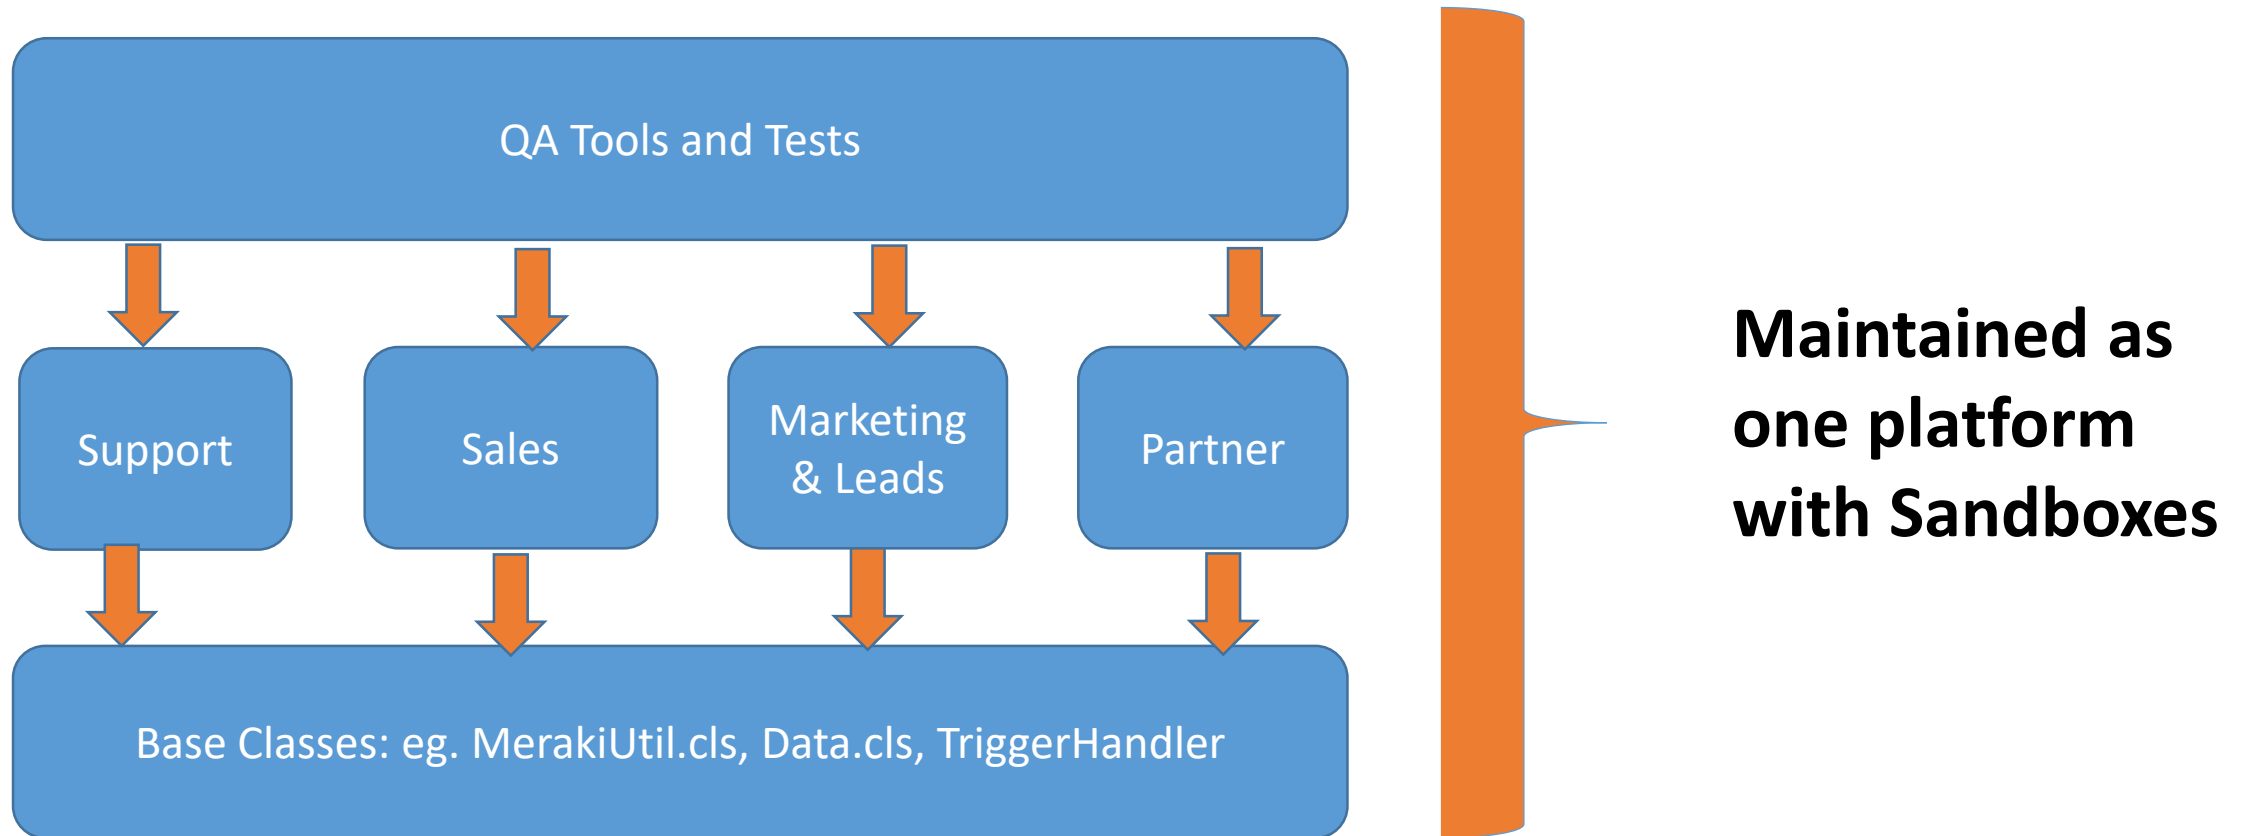 QA Tools and Tests
Support
Sales
Marketing
& Leads
Partner
Base Classes: eg. MerakiUtil.cls, Data.cls, TriggerHandler
Maintained as
one platform
with Sandboxes